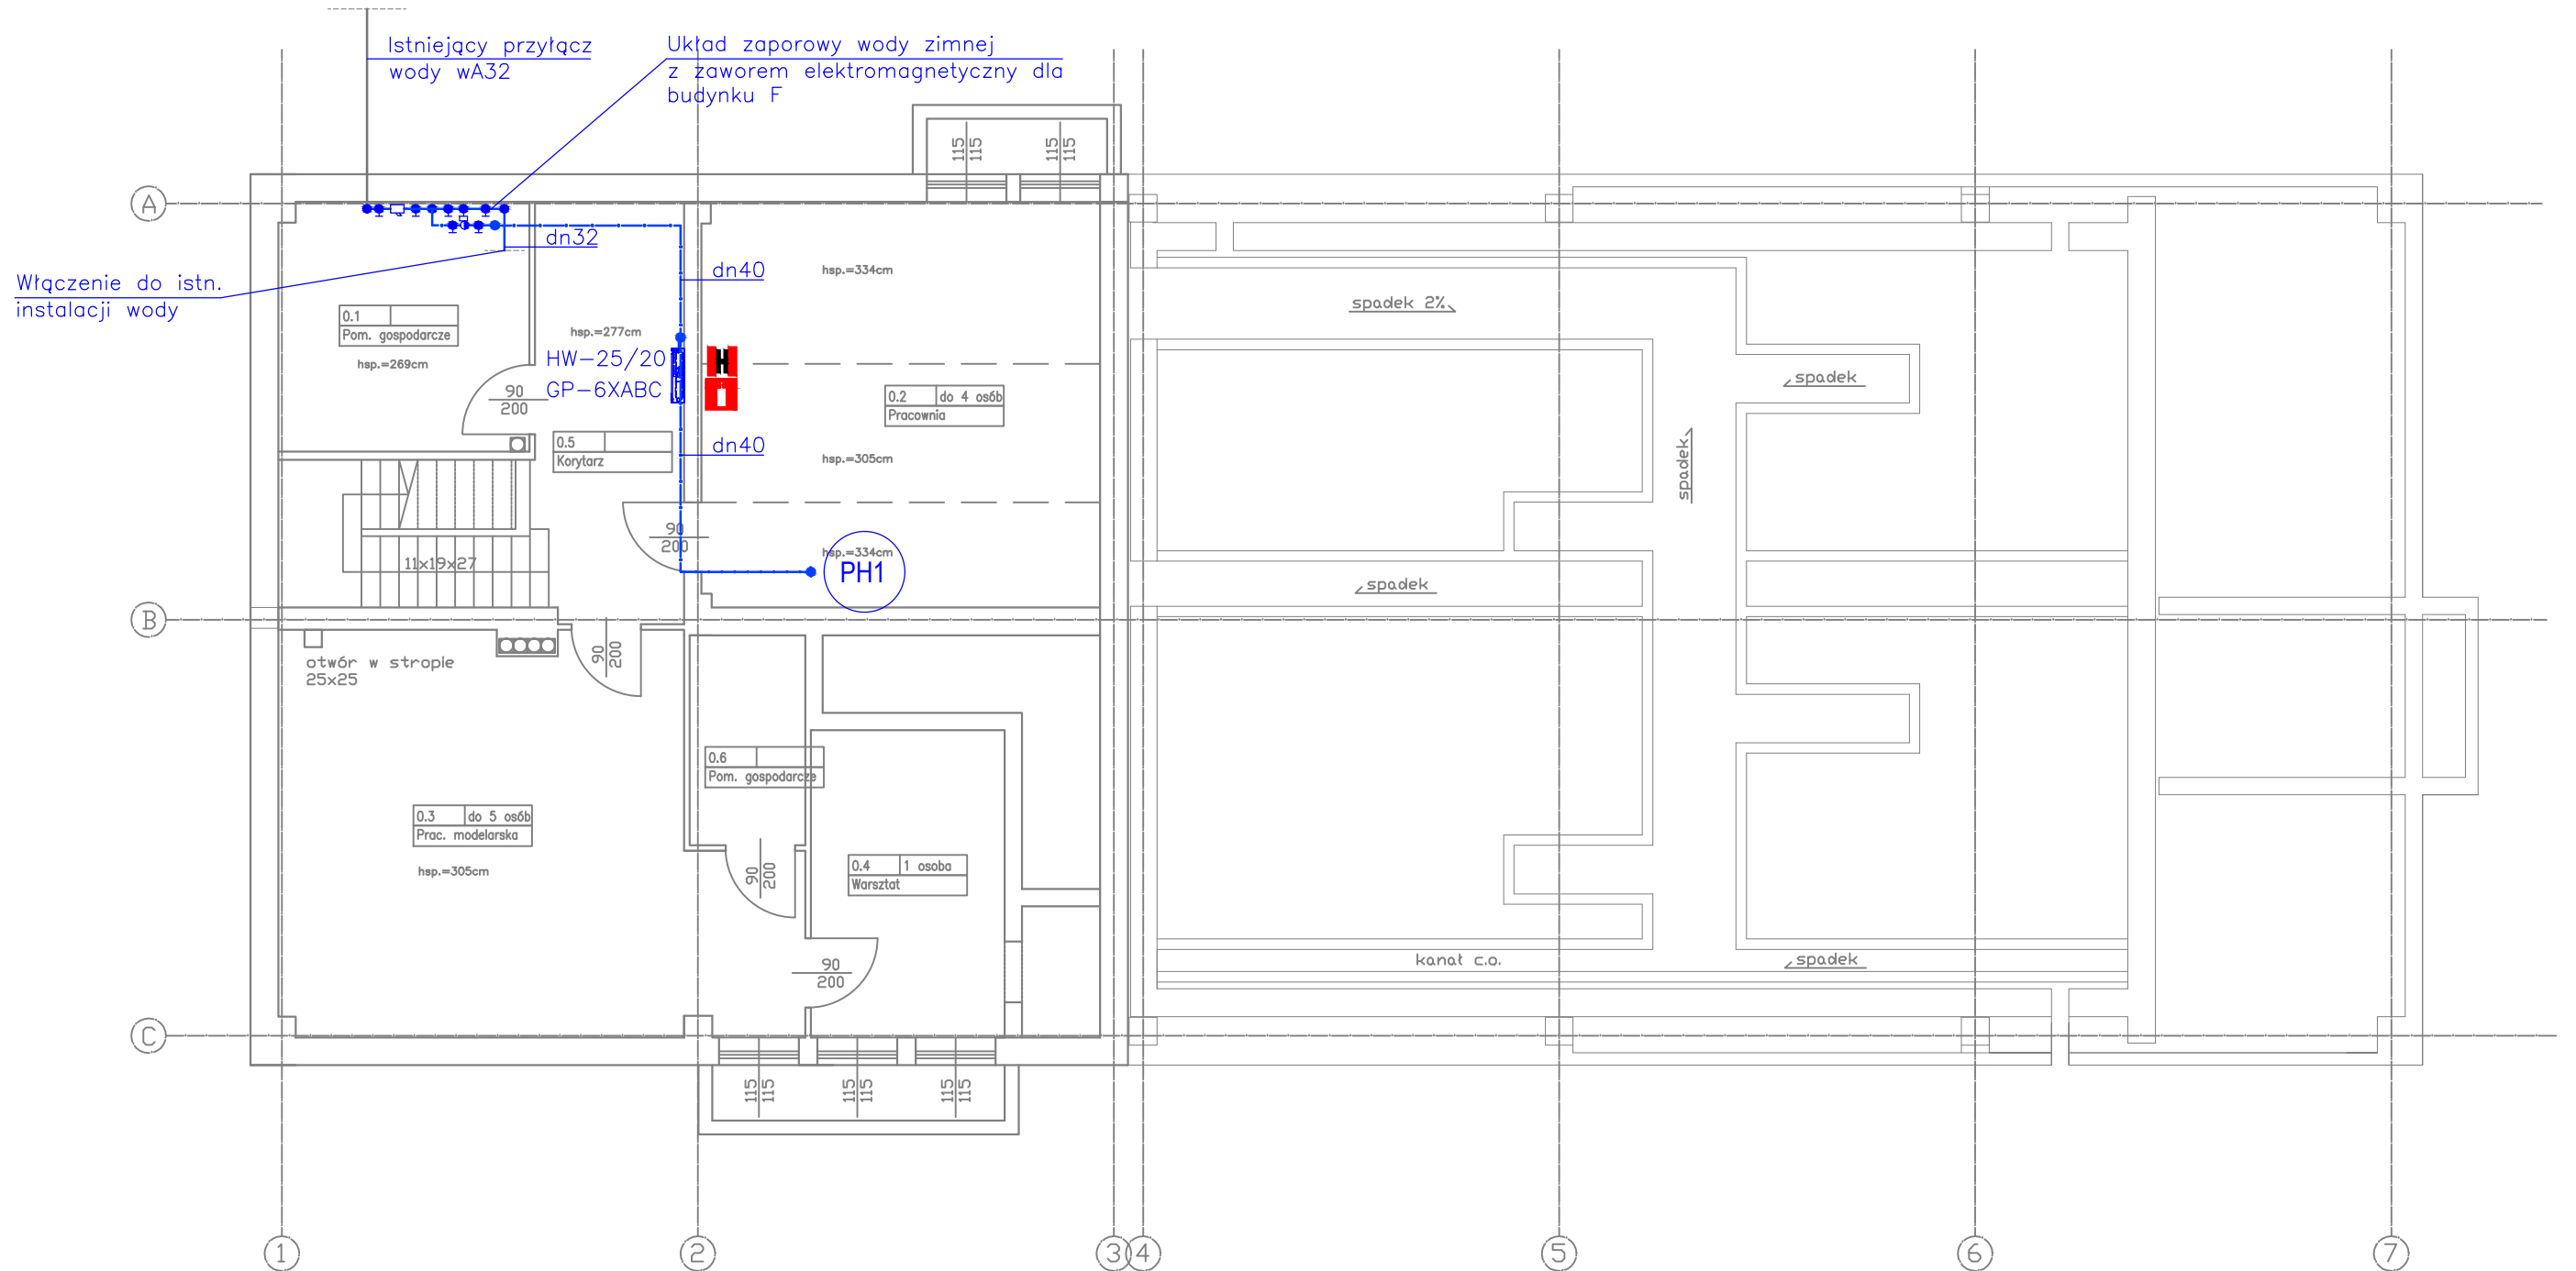 Istniejący przyłącz
wody wA32
Układ zaporowy wody zimnej
z zaworem elektromagnetyczny dla
budynku F
115
115
115
115
A
dn32
dn40
hsp.=334cm
Włączenie do istn.
instalacji wody
spadek 2%
0.1
Pom. gospodarcze
hsp.=269cm
hsp.=277cm
HW-25/20
GP-6XABC
H
90
200
0.2 do 4 osób
Pracownia
spadek
0.5
Korytarz
dn40
hsp.=305cm
spadek
90
200
hsp.=334cm
PH1
11x19x27
spadek
B
90
200
otwór w stropie
25x25
0.6
Pom. gospodarcze
0.3 do 5 osób
Prac. modelarska
hsp.=305cm
90
200
0.4 1 osoba
Warsztat
90
200
kanał c.o.
spadek
C
115
115
115
115
115
115
1
2
3
4
5
6
7